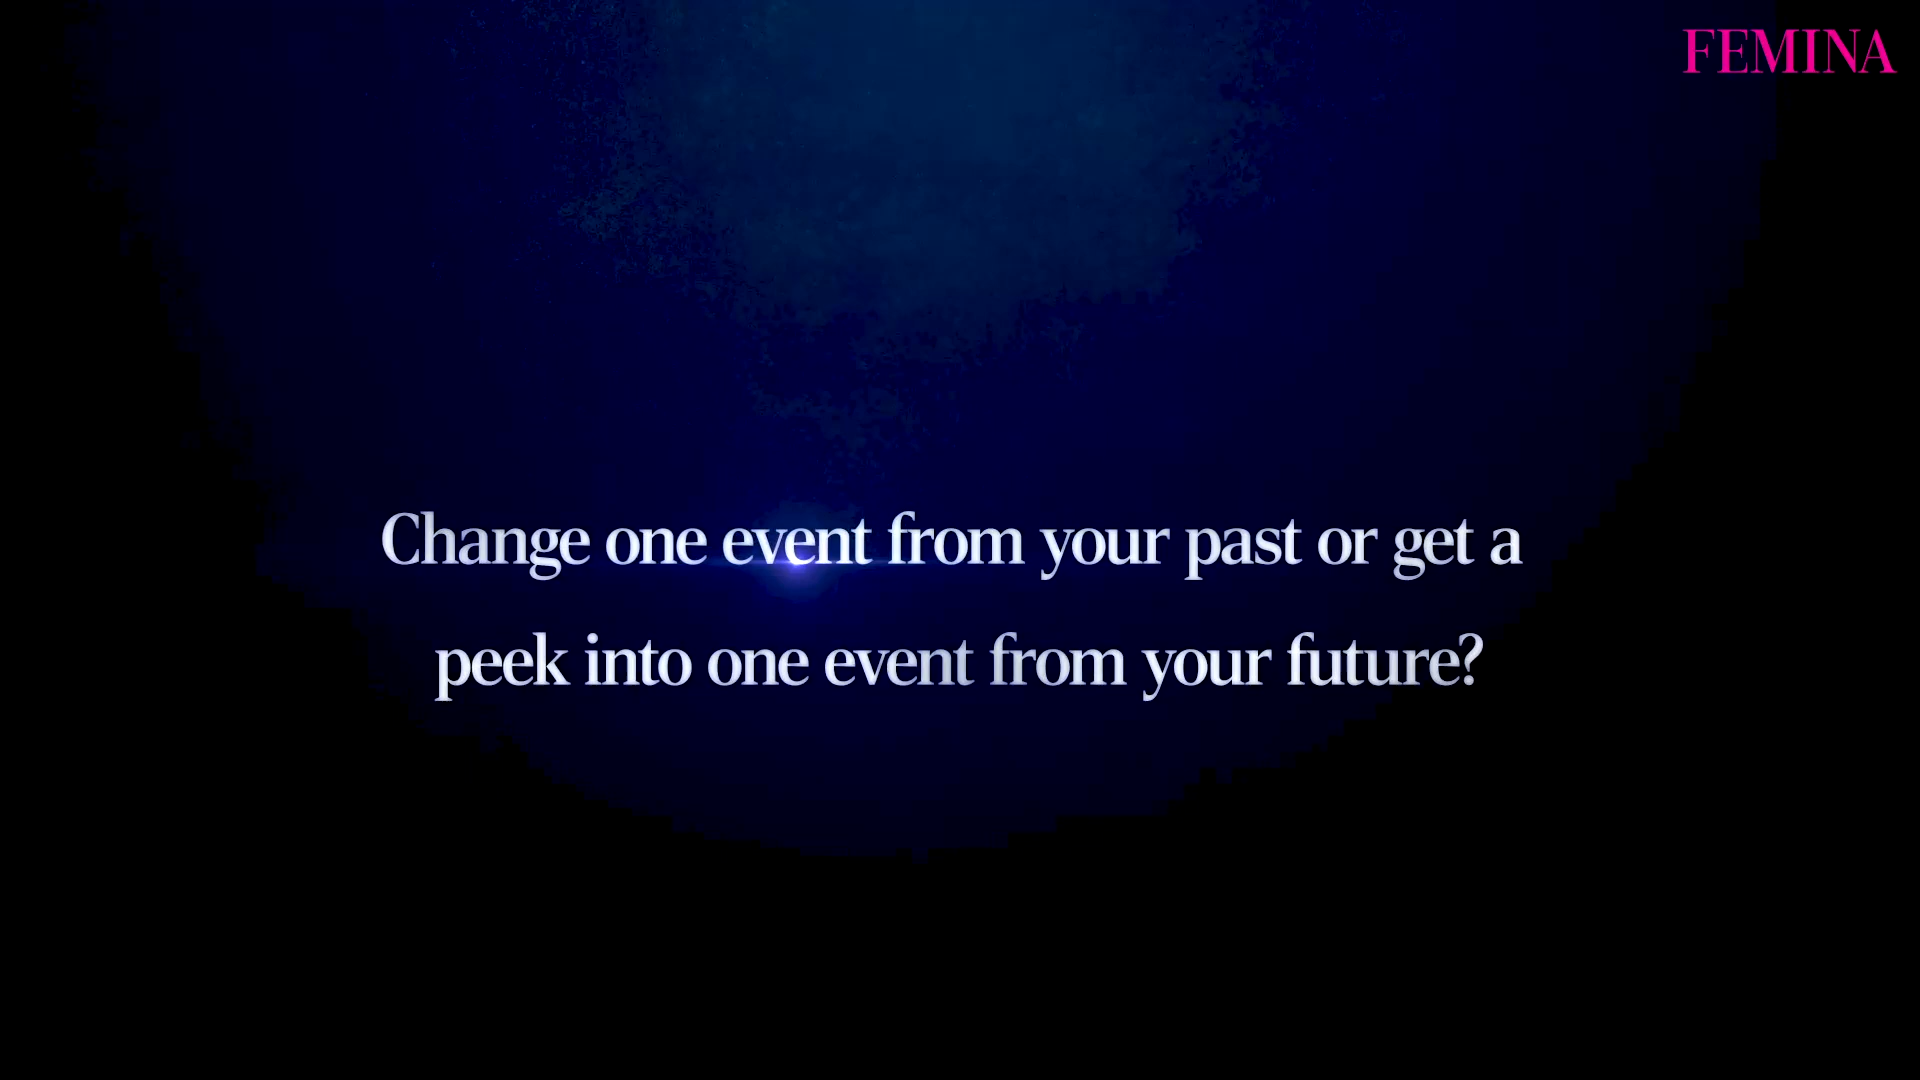 FEMINA
Change one event from your past or get a
peek into one event from your future?